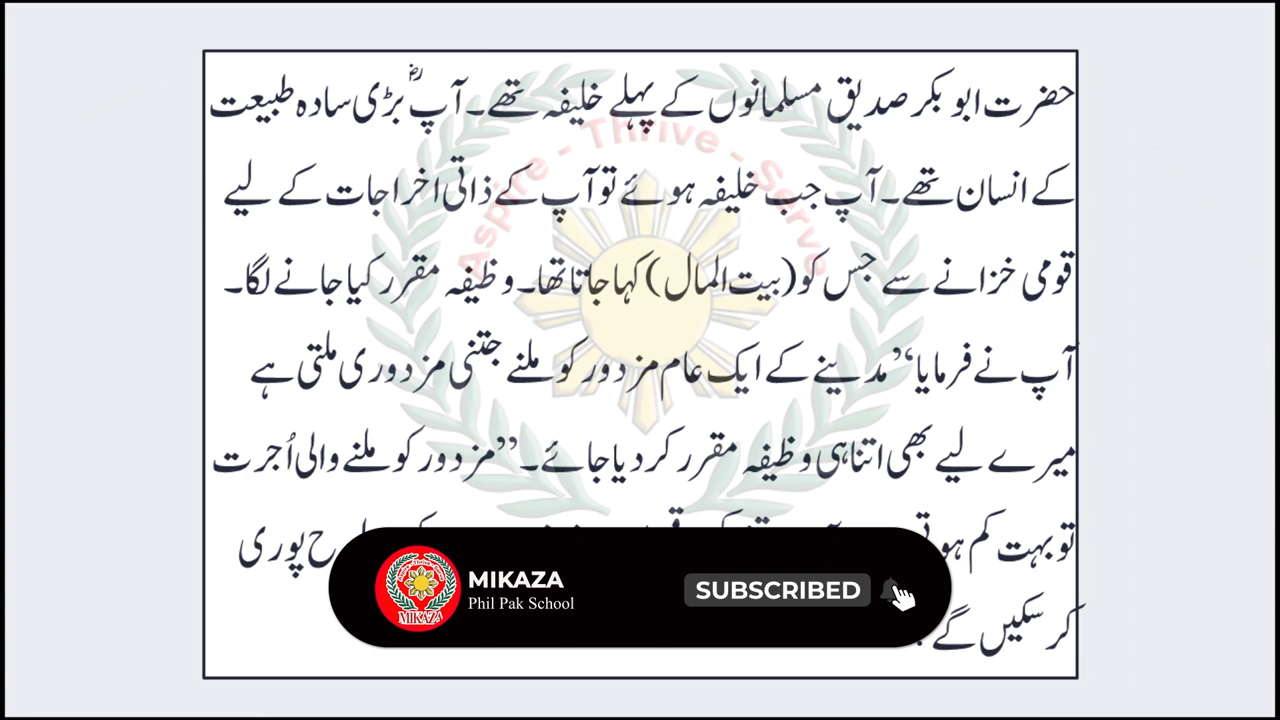 حضرت ابو بکر صدیق مسلمانوں کے پہلے خلیفہ تھے۔ آپؓ بڑی سادہ طبیعت
کے انسان تھے۔ آپ جب خلیفہ ہوئے تو آپ کے ذاتی اخراجات کے لیے
قومی خزانے سے جس کو (بیت المال) کہا جاتا تھا۔ وظیفہ مقرر کیا جانے لگا۔
آپ نے فرمایا‘’ مدینے کے ایک عام مزدور کو ملنے جتنی مزدوری ملتی ہے
میرے لیے بھی اتنا ہی وظیفہ مقرر کر دیا جائے۔’’ مزدور کو ملنے والی اُجرت
تو بہت کم ہو پوری
کر سکیں گے
Aspire - Thrive - Serve
MIKAZA
Phil Pak School
SUBSCRIBED
MIKAZA